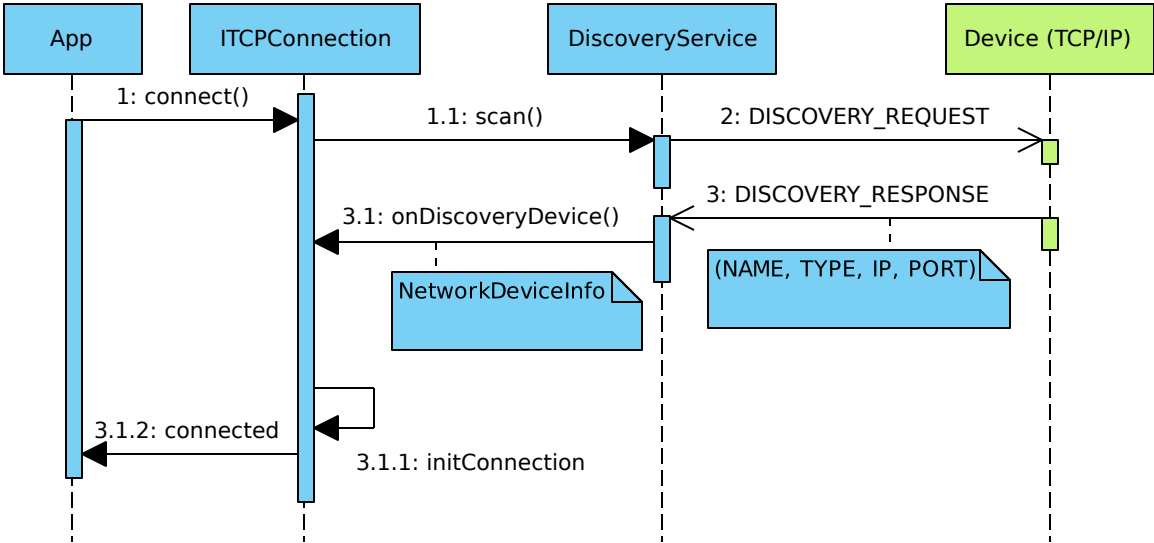 App
ITCPConnection
DiscoveryService
Device (TCP/IP)
1: connect()
1.1: scan()
2: DISCOVERY_REQUEST
3: DISCOVERY_RESPONSE
3.1: onDiscoveryDevice()
(NAME, TYPE, IP, PORT)
NetworkDeviceInfo
3.1.2: connected
3.1.1: initConnection